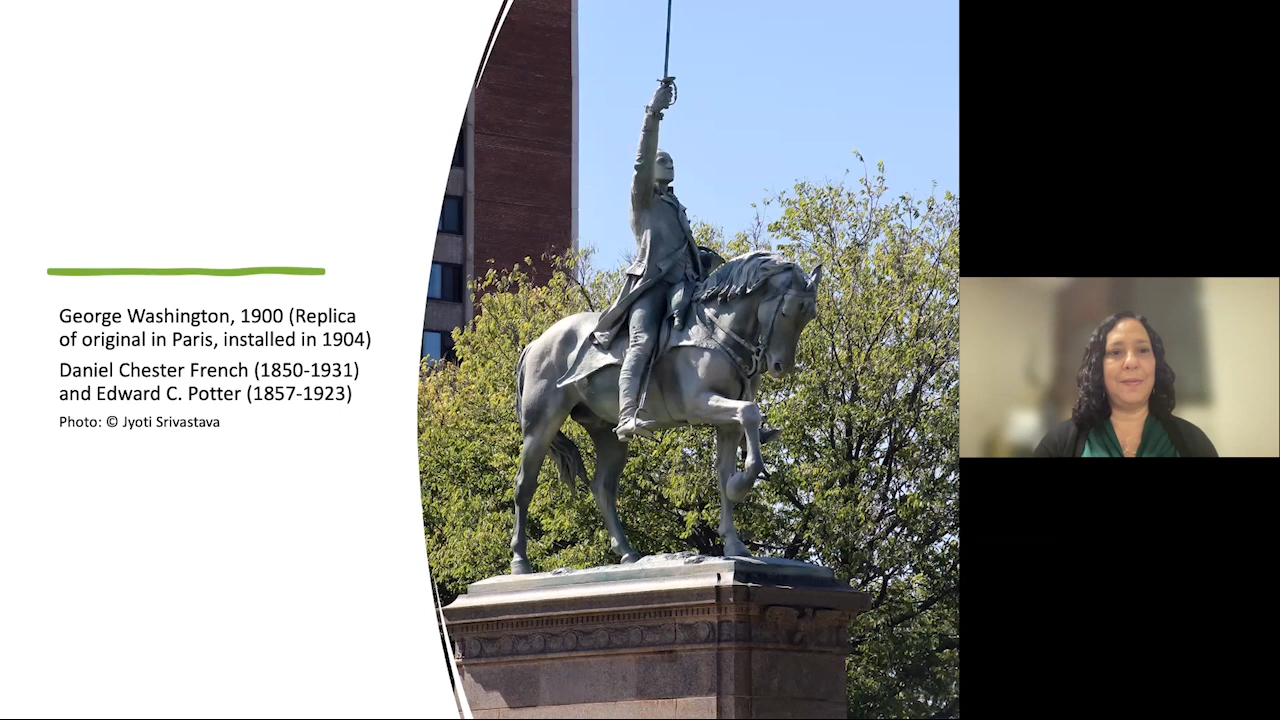 George Washington, 1900 (Replica
of original in Paris, installed in 1904)
Daniel Chester French (1850-1931)
and Edward C. Potter (1857-1923)
Photo: © Jyoti Srivastava